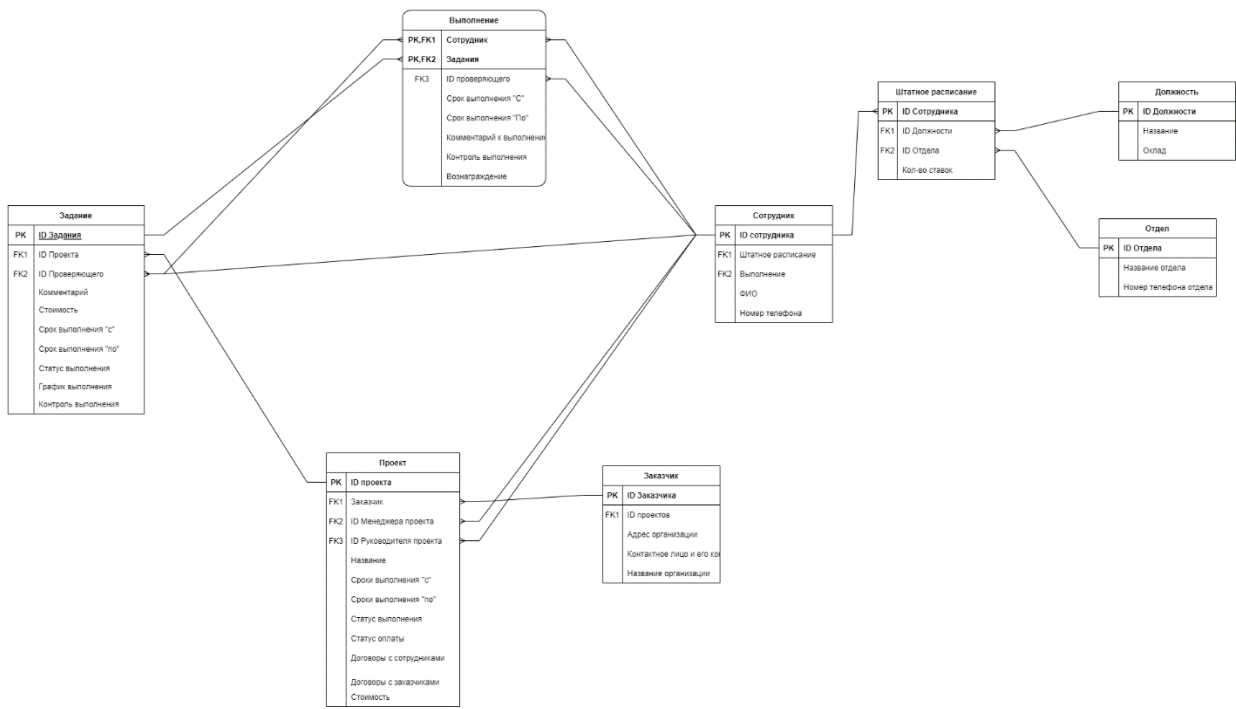 Выполнение
PK,FK1 Сотрудник
PK,FK2 Задания
FK3 ID проверяющего
Срок выполнения "С"
Срок выполнения "По"
Комментарий к выполнени
Контроль выполнения
Вознаграждение
Штатное расписание
PK ID Сотрудника
FK1 ID Должности
FK2 ID Отдела
Кол-во ставок
Должность
PK ID Должности
Название
Оклад
Задание
PK ID Задания
FK1 ID Проекта
FK2 ID Проверяющего
Комментарий
Стоимость
Срок выполнения "с"
Срок выполнения "по"
Статус выполнения
График выполнения
Контроль выполнения
Сотрудник
PK ID сотрудника
FK1 Штатное расписание
FK2 Выполнение
ФИО
Номер телефона
Отдел
PK ID Отдела
Название отдела
Номер телефона отдела
Проект
PK ID проекта
FK1 Заказчик
FK2 ID Менеджера проекта
FK3 ID Руководителя проекта
Название
Сроки выполнения "с"
Сроки выполнения "по"
Статус выполнения
Статус оплаты
Договоры с сотрудниками
Договоры с заказчиками
Стоимость
Заказчик
PK ID Заказчика
FK1 ID проектов
Адрес организации
Контактное лицо и его ко
Название организации